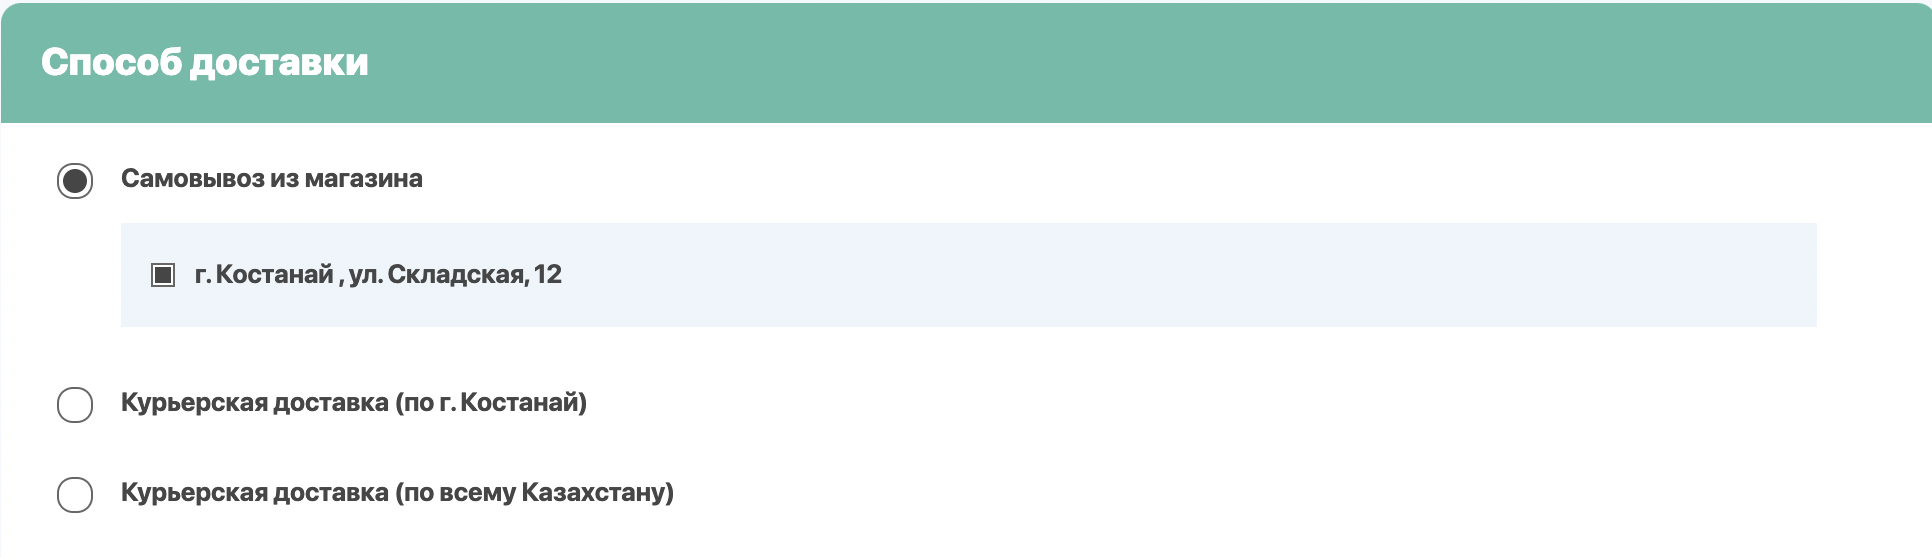 Способ доставки
Самовывоз из магазина
г. Костанай , ул. Складская, 12
Курьерская доставка (по г. Костанай)
Курьерская доставка (по всему Казахстану)